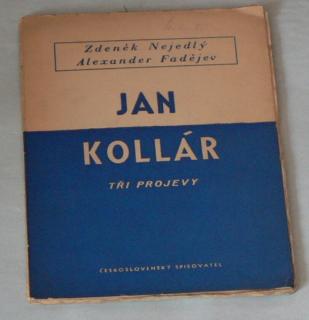 Zdeněk Nejedlý
Alexander Fadějev
JAN
KOLLÁR
TŘI PROJEVY
ČESKOSLOVENSKÝ SPISOVATEL